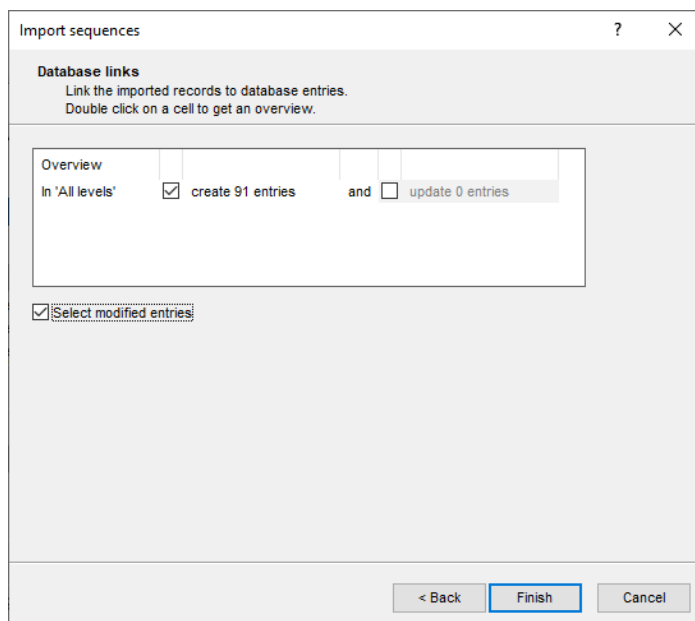 Import sequences ?
Database links
Link the imported records to database entries.
Double click on a cell to get an overview.
Overview
In 'All levels' create 91 entries and update 0 entries
Select modified entries
< Back Finish Cancel